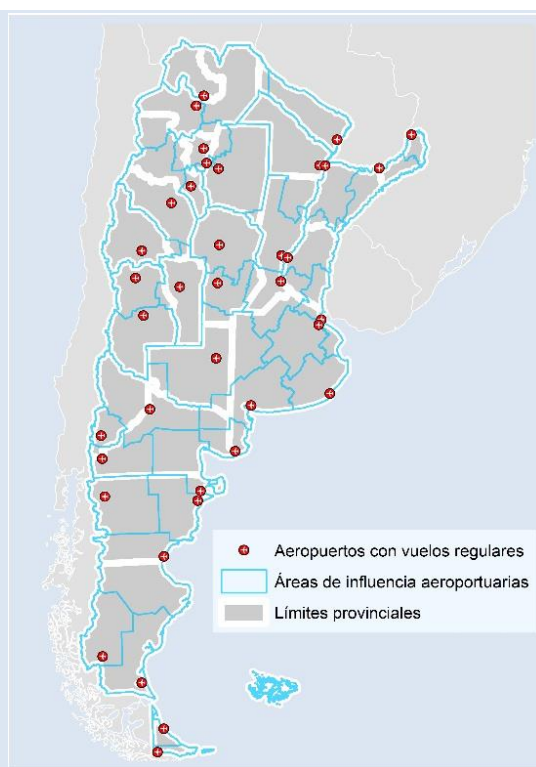 Aeropuertos con vuelos regulares
Áreas de influencia aeroportuarias
Límites provinciales